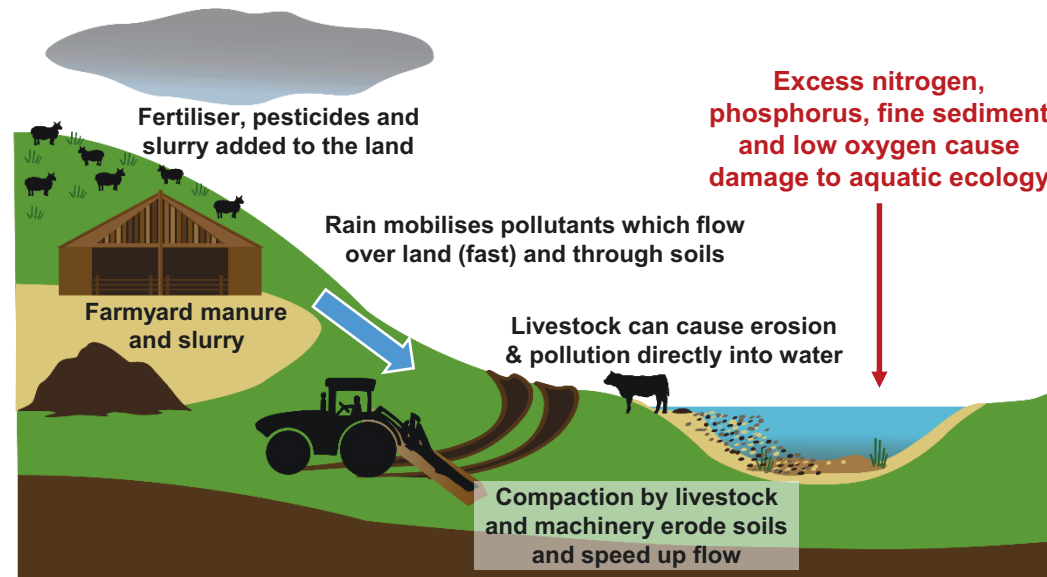 Fertiliser, pesticides and
slurry added to the land
Excess nitrogen,
phosphorus, fine sediment
and low oxygen cause
damage to aquatic ecology
Rain mobilises pollutants which flow
over land (fast) and through soils
Farmyard manure
and slurry
Livestock can cause erosion
& pollution directly into water
Compaction by livestock
and machinery erode soils
and speed up flow